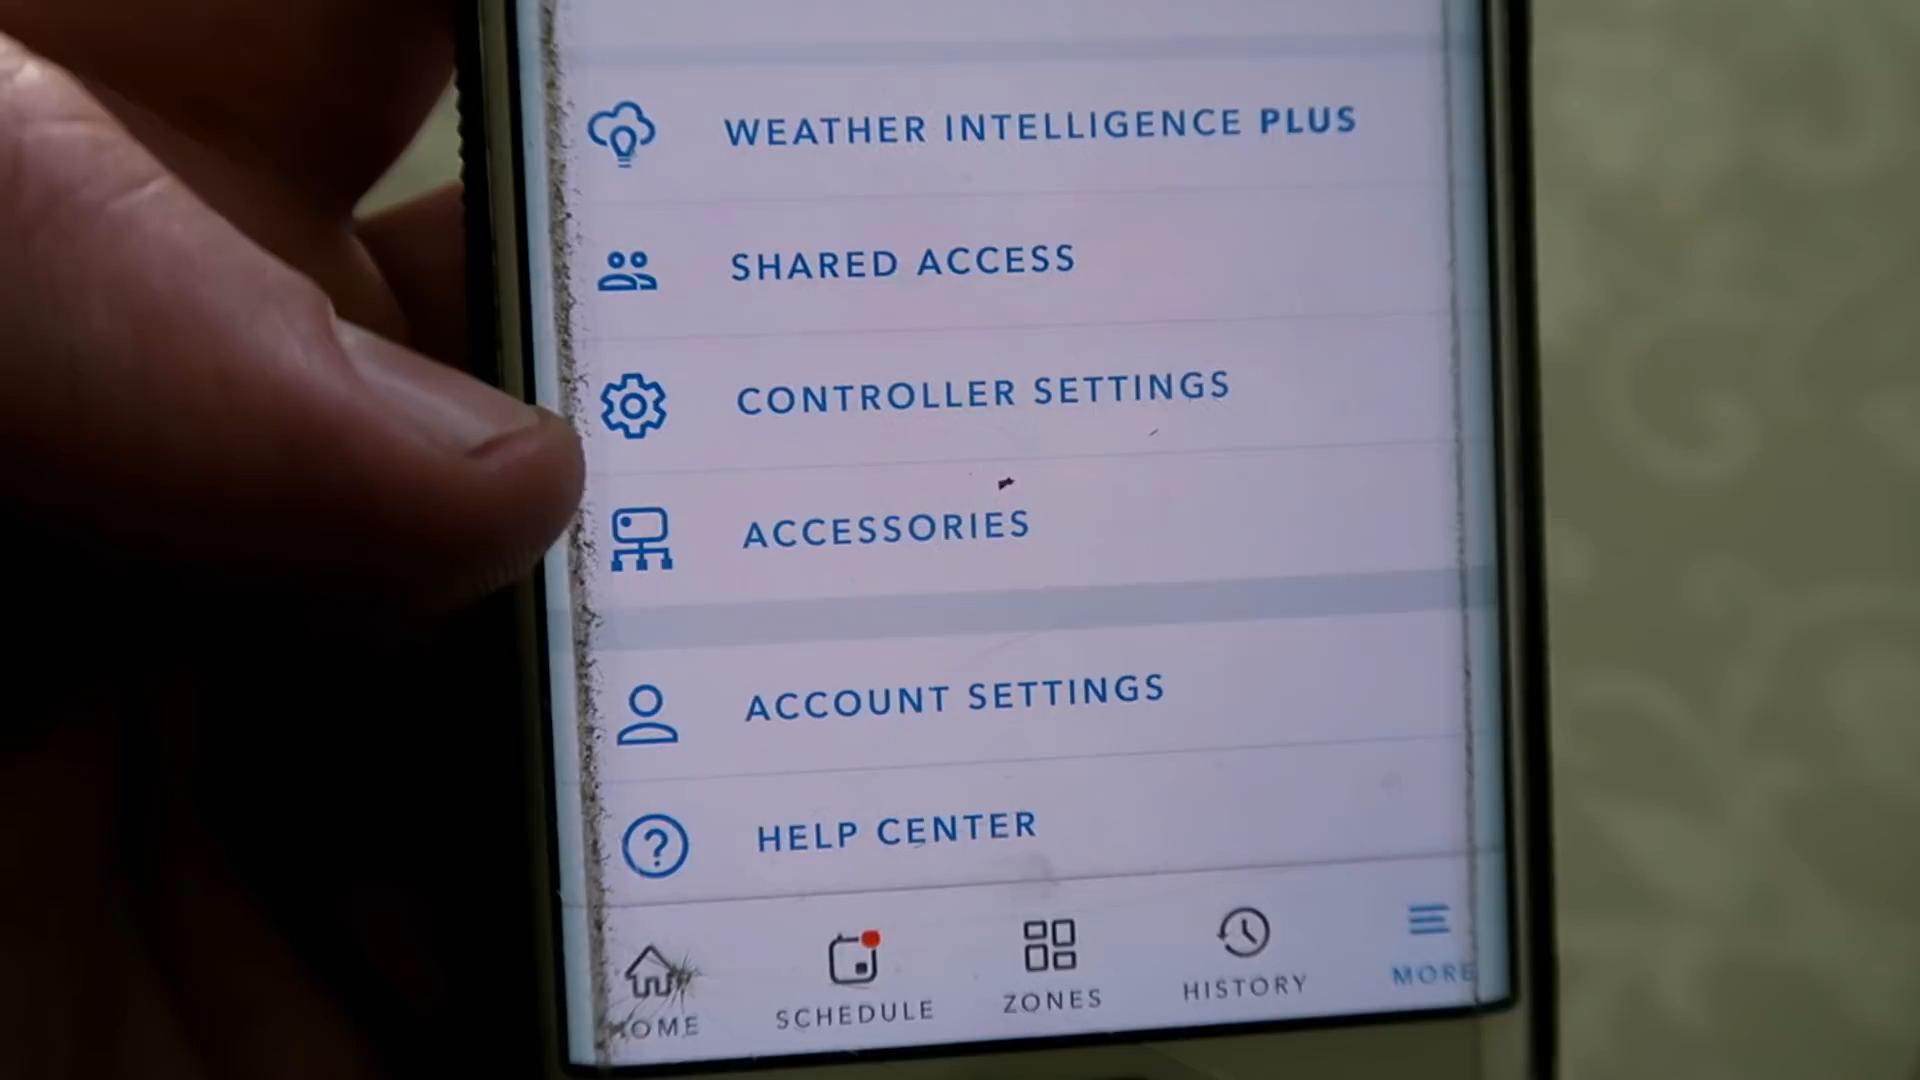 WEATHER INTELLIGENCE PLUS
SHARED ACCESS
CONTROLLER SETTINGS
ACCESSORIES
ACCOUNT SETTINGS
HELP CENTER
HOME
SCHEDULE
ZONES
HISTORY
MORE